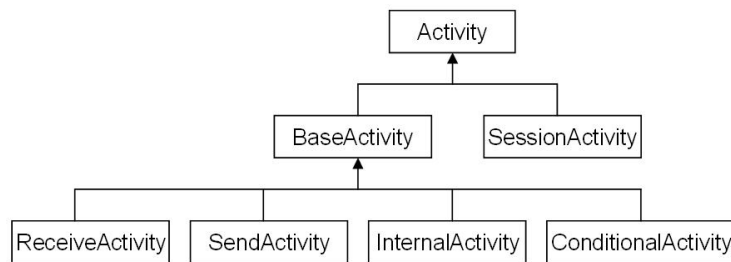 Activity
BaseActivity
SessionActivity
ReceiveActivity
SendActivity
InternalActivity
ConditionalActivity